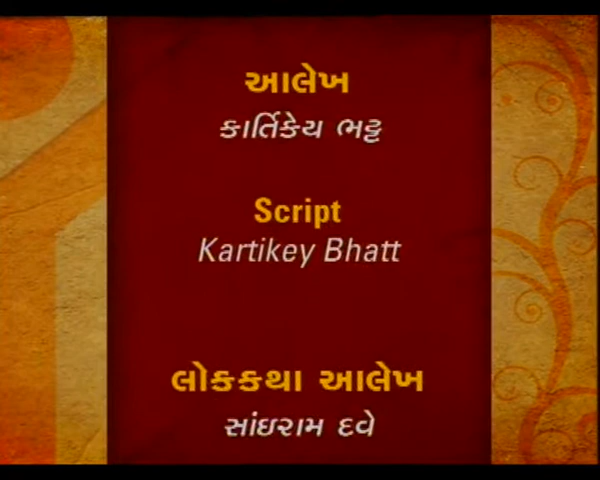 આલેખ
કાર્તિકેય ભટ્ટ
Script
Kartikey Bhatt
લોકકથા આલેખ
સાંઇરામ દવે